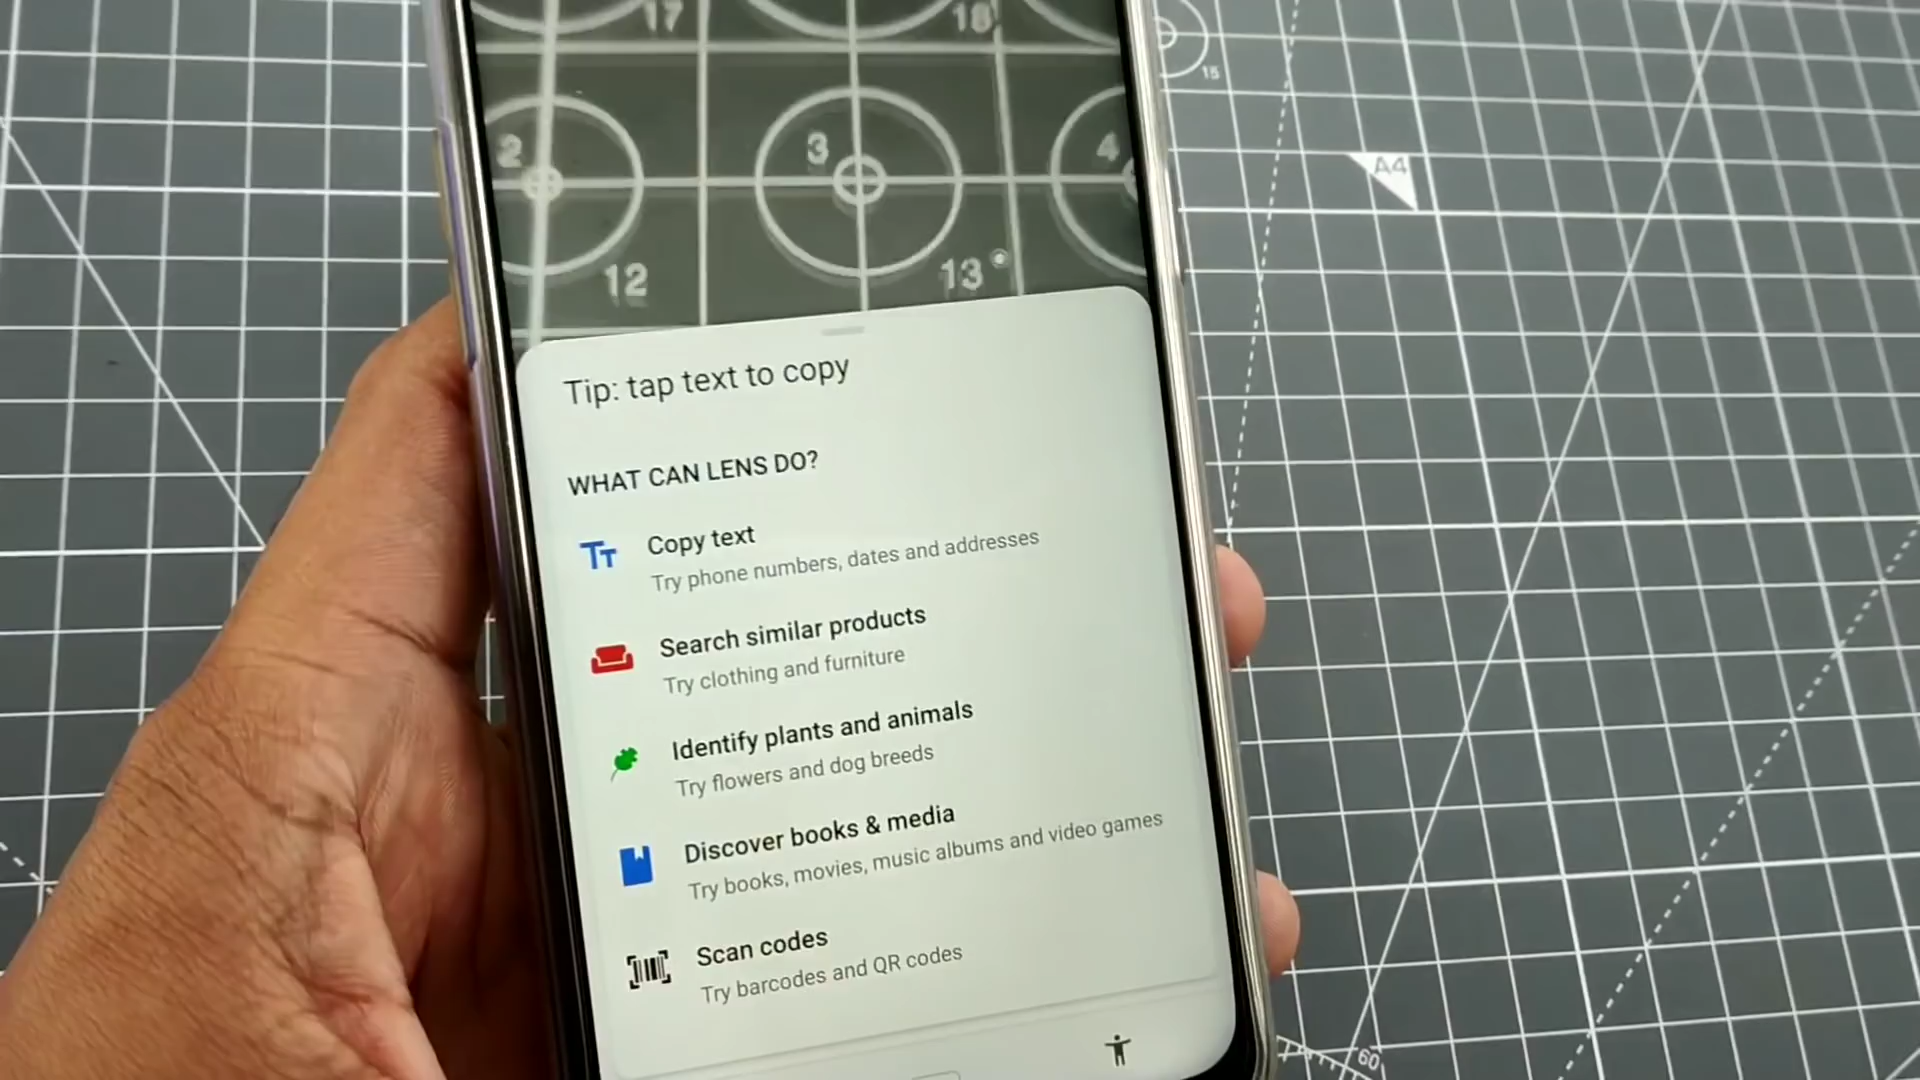 17
18
15
2
3
4
A4
12
13
Tip: tap text to copy
WHAT CAN LENS DO?
Tт
Copy text
Try phone numbers, dates and addresses
Search similar products
Try clothing and furniture
Identify plants and animals
Try flowers and dog breeds
Discover books & media
Try books, movies, music albums and video games
Scan codes
Try barcodes and QR codes
60